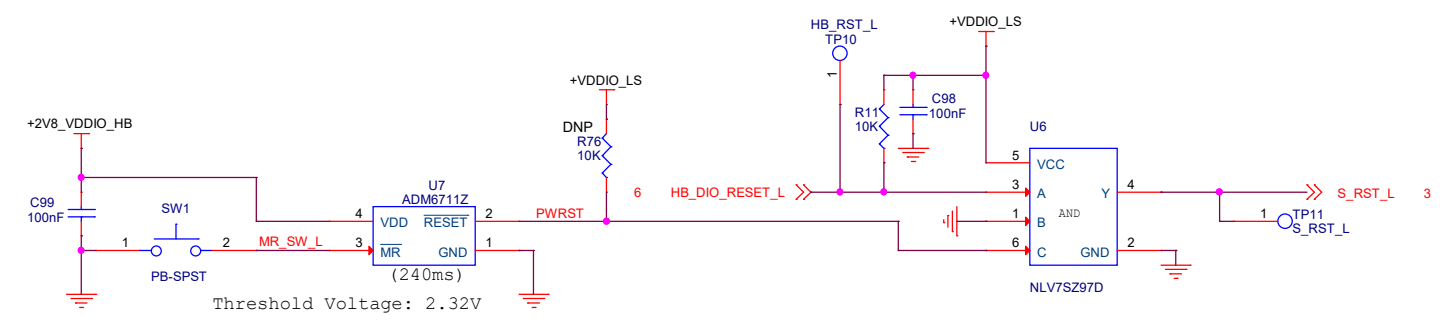 HB_RST_L
TP10
1
+VDDIO_LS
+VDDIO_LS
+2V8_VDDIO_HB
DNP
R76
10K
R11
10K
C98
100nF
U6
C99
100nF
SW1
1
2
PB-SPST
MR_SW_L
U7
ADM6711Z
4
VDD
RESET
2
3
MR
GND
1
(240ms)
Threshold Voltage: 2.32V
PWRST
6
HB_DIO_RESET_L
5
VCC
3
A
Y
4
1
B
AND
6
C
GND
2
NLV7SZ97D
S_RST_L
3
1
TP11
S_RST_L